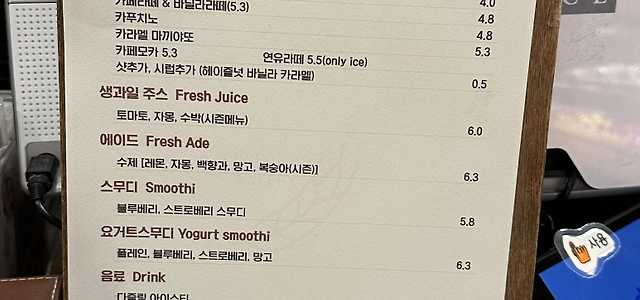 카페라떼 & 바닐라라떼(5.3) 4.0
카푸치노 4.8
카라멜 마끼아또 4.8
카페모카 5.3 연유라떼 5.5(only ice) 5.3
샷추가, 시럽추가 (헤이즐넛 바닐라 카라멜) 0.5
생과일 주스 Fresh Juice
토마토, 자몽, 수박(시즌메뉴) 6.0
에이드 Fresh Ade
수제 [레몬, 자몽, 백향과, 망고, 복숭아(시즌)] 6.3
스무디 Smoothi
블루베리, 스트로베리 스무디 5.8
요거트스무디 Yogurt smoothi
플레인, 블루베리, 스트로베리, 망고 6.3
음료 Drink
다즐링 아이스티
사용